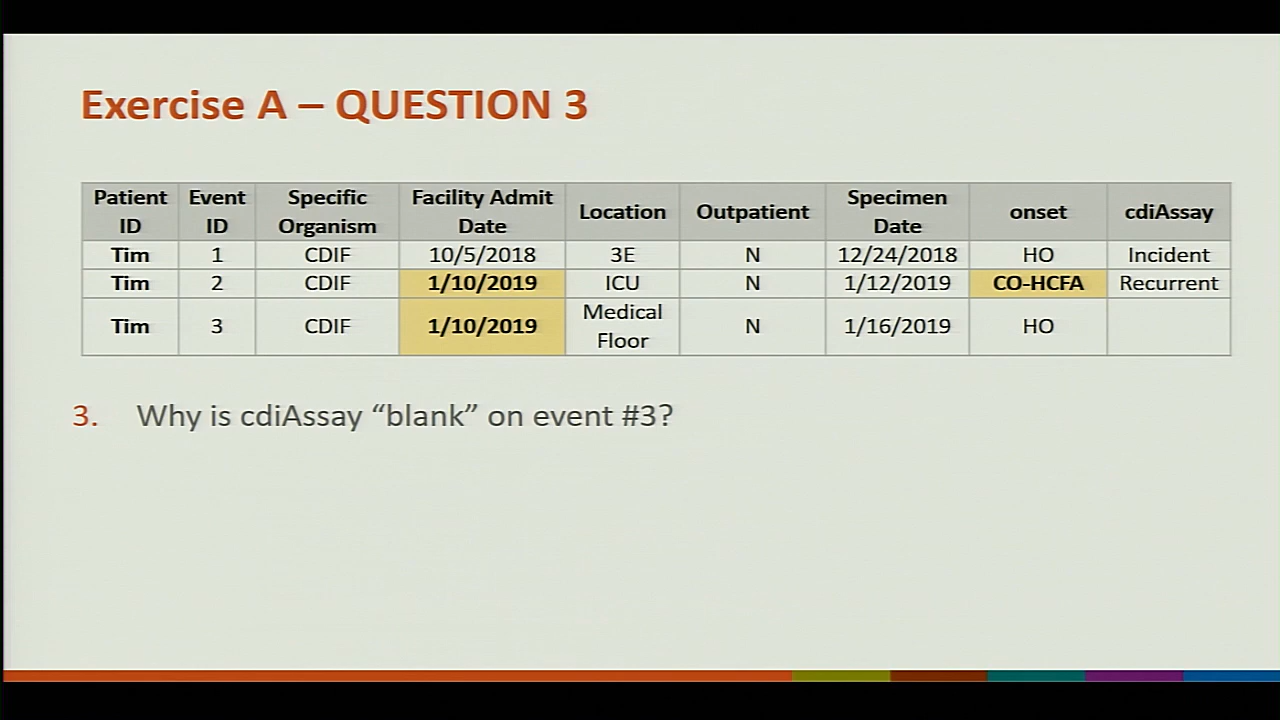 Exercise A – QUESTION 3
Patient ID Event ID Specific Organism Facility Admit Date Location Outpatient Specimen Date onset cdiAssay
Tim 1 CDIF 10/5/2018 3E N 12/24/2018 HO Incident
Tim 2 CDIF 1/10/2019 ICU N 1/12/2019 CO-HCFA Recurrent
Tim 3 CDIF 1/10/2019 Medical Floor N 1/16/2019 HO
3. Why is cdiAssay “blank” on event #3?